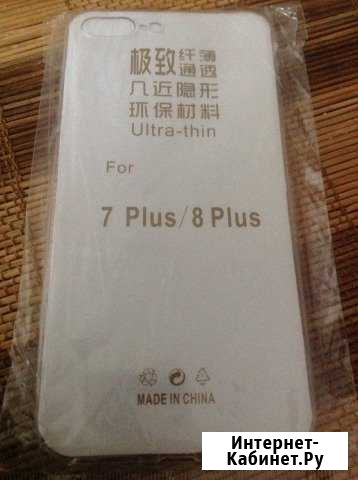 极致纤薄通透
几近隐形
环保材料
Ultra-thin
For
7 Plus/8 Plus
MADE IN CHINA
Интернет-
Кабинет.Ру